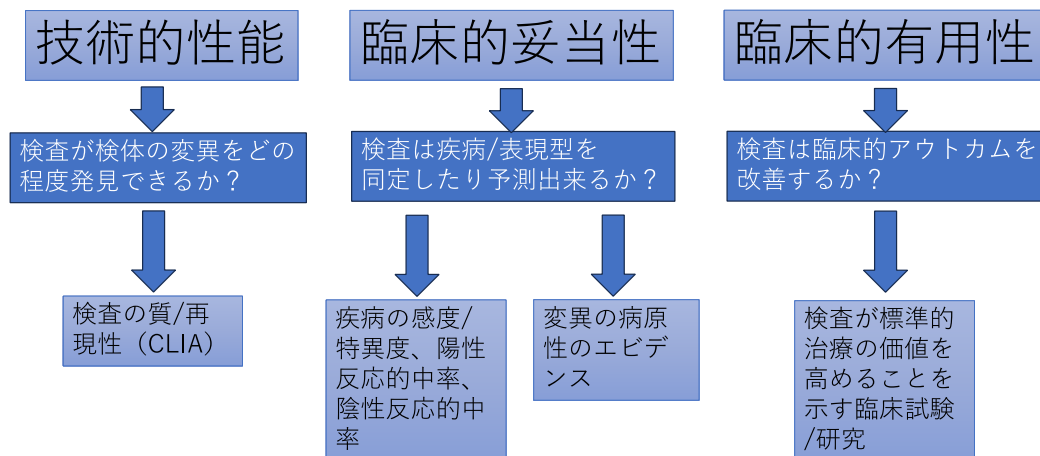 技術的性能
検査が検体の変異をどの
程度発見できるか？
検査の質/再
現性（CLIA）
臨床的妥当性
検査は疾病/表現型を
同定したり予測出来るか？
疾病の感度/
特異度、陽性
反応的中率、
陰性反応的中
率
変異の病原
性のエビデ
ンス
臨床的有用性
検査は臨床的アウトカムを
改善するか？
検査が標準的
治療の価値を
高めることを
示す臨床試験
/研究